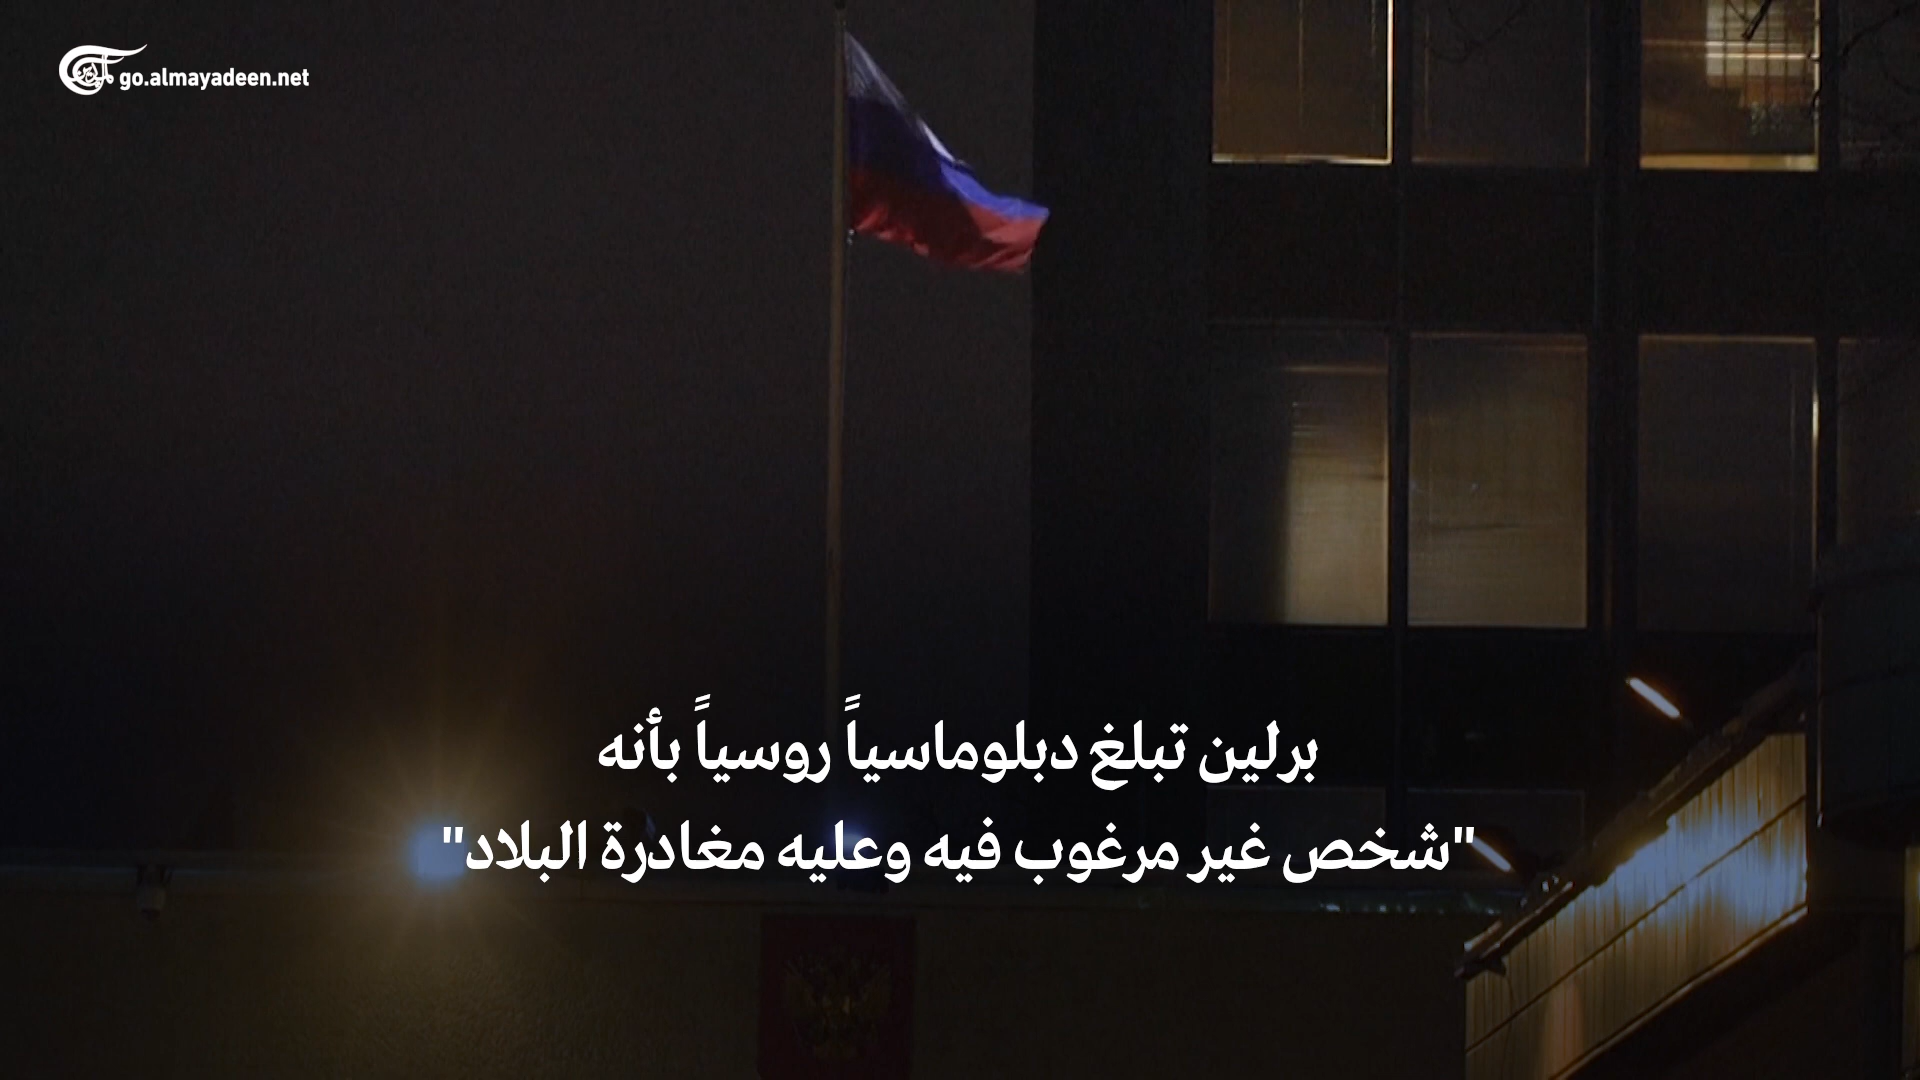 go.almayadeen.net
برلين تبلغ دبلوماسياً روسياً بأنه
"شخص غير مرغوب فيه وعليه مغادرة البلاد"